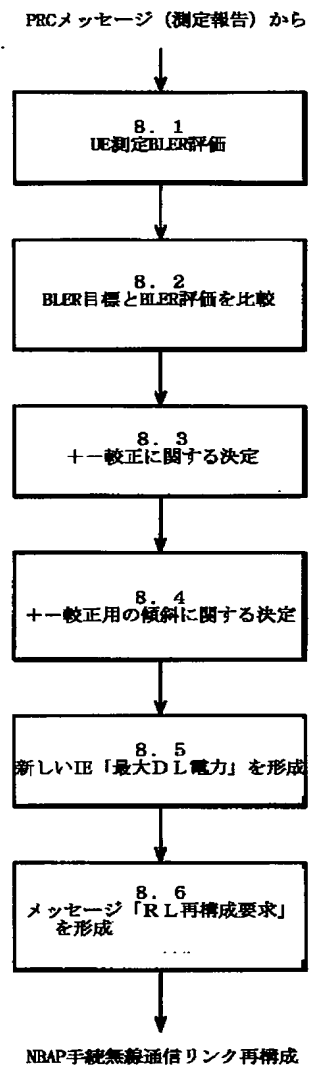 PRCメッセージ（測定報告）から
8．1
UE測定BLER評価
8．2
BLER目標とBLER評価を比較
8．3
＋－較正に関する決定
8．4
＋－較正用の傾斜に関する決定
8．5
新しいIE「最大ＤＬ電力」を形成
8．6
メッセージ「ＲＬ再構成要求」
を形成
NBAP手続無線通信リンク再構成